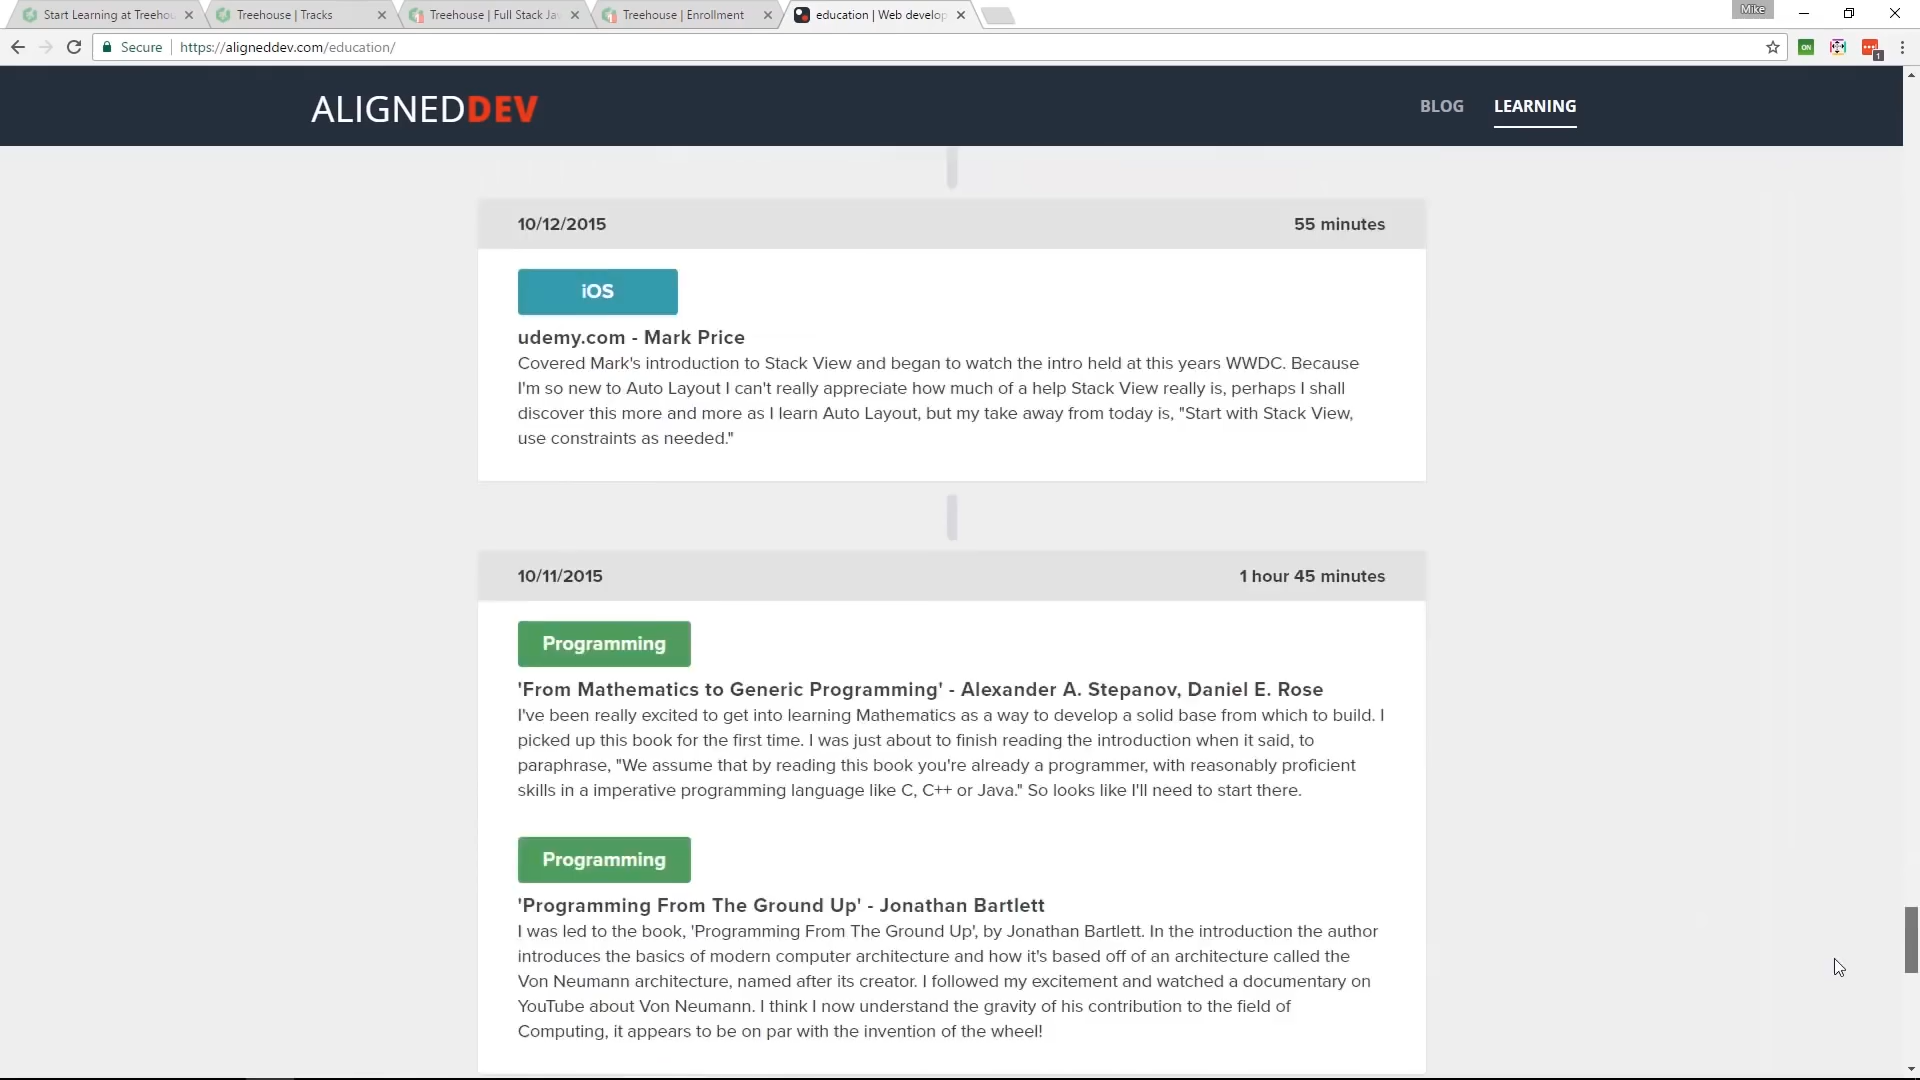 Start Learning at Treehou
Treehouse | Tracks
Treehouse | Full Stack Ja
Treehouse | Enrollment
education | Web develop
Mike
Secure
https://aligneddev.com/education/
ON
1
ALIGNEDDEV
BLOG
LEARNING
10/12/2015
55 minutes
iOS
udemy.com - Mark Price
Covered Mark's introduction to Stack View and began to watch the intro held at this years WWDC. Because
I'm so new to Auto Layout I can't really appreciate how much of a help Stack View really is, perhaps I shall
discover this more and more as I learn Auto Layout, but my take away from today is, "Start with Stack View,
use constraints as needed."
10/11/2015
1 hour 45 minutes
Programming
'From Mathematics to Generic Programming' - Alexander A. Stepanov, Daniel E. Rose
I've been really excited to get into learning Mathematics as a way to develop a solid base from which to build. I
picked up this book for the first time. I was just about to finish reading the introduction when it said, to
paraphrase, "We assume that by reading this book you're already a programmer, with reasonably proficient
skills in a imperative programming language like C, C++ or Java." So looks like I'll need to start there.
Programming
'Programming From The Ground Up' - Jonathan Bartlett
I was led to the book, 'Programming From The Ground Up', by Jonathan Bartlett. In the introduction the author
introduces the basics of modern computer architecture and how it's based off of an architecture called the
Von Neumann architecture, named after its creator. I followed my excitement and watched a documentary on
YouTube about Von Neumann. I think I now understand the gravity of his contribution to the field of
Computing, it appears to be on par with the invention of the wheel!